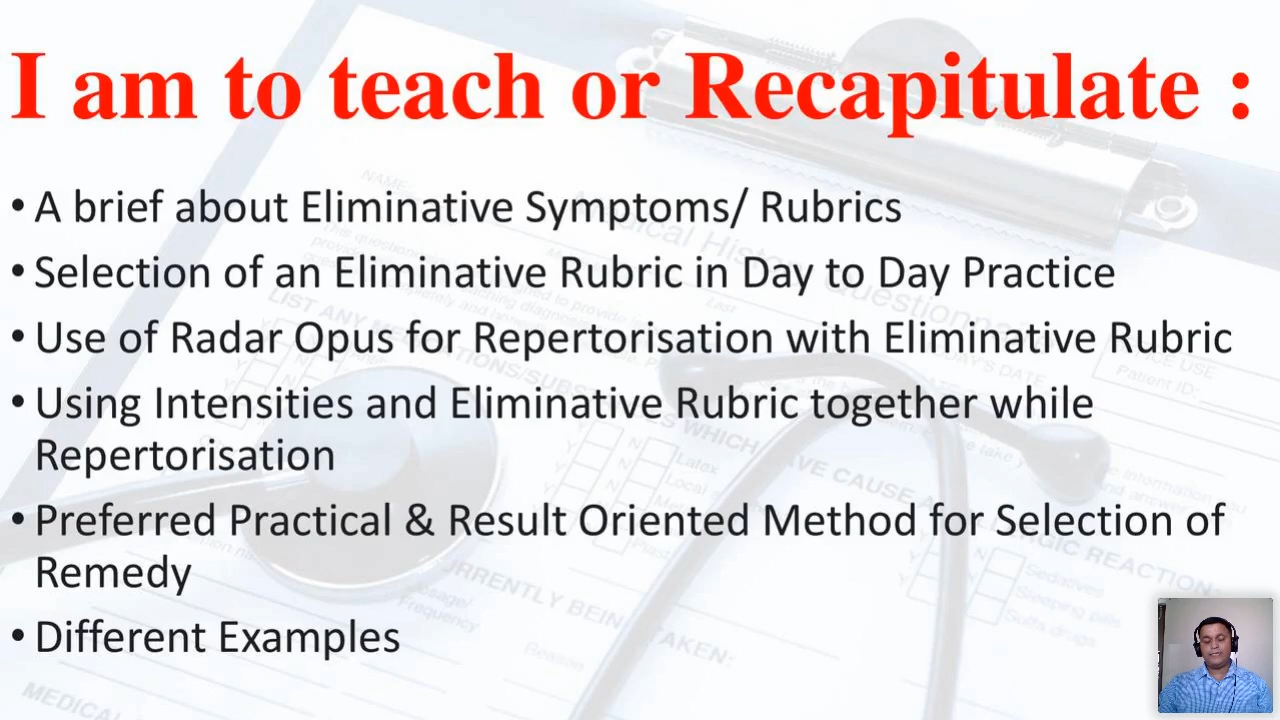 I am to teach or Recapitulate :
• A brief about Eliminative Symptoms/ Rubrics
• Selection of an Eliminative Rubric in Day to Day Practice
• Use of Radar Opus for Repertorisation with Eliminative Rubric
• Using Intensities and Eliminative Rubric together while
Repertorisation
• Preferred Practical & Result Oriented Method for Selection of
Remedy
• Different Examples